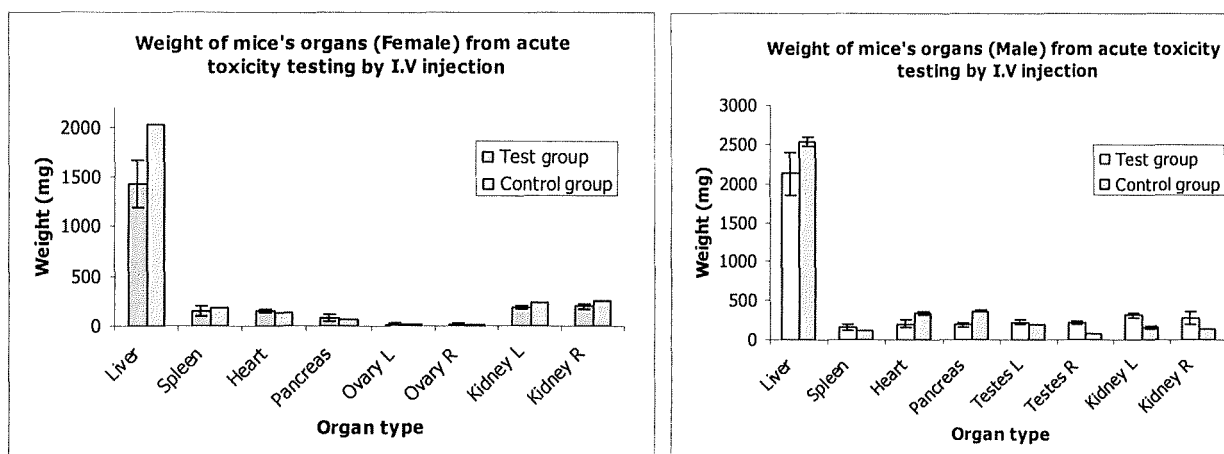 Weight of mice's organs (Female) from acute
toxicity testing by I.V injection
Weight (mg)
2000
1500
1000
500
0
Test group
Control group
Liver
Spleen
Heart
Pancreas
Ovary L
Ovary R
Kidney L
Kidney R
Organ type
Weight of mice's organs (Male) from acute toxicity
testing by I.V injection
Weight (mg)
3000
2500
2000
1500
1000
500
0
Test group
Control group
Liver
Spleen
Heart
Pancreas
Testes L
Testes R
Kidney L
Kidney R
Organ type